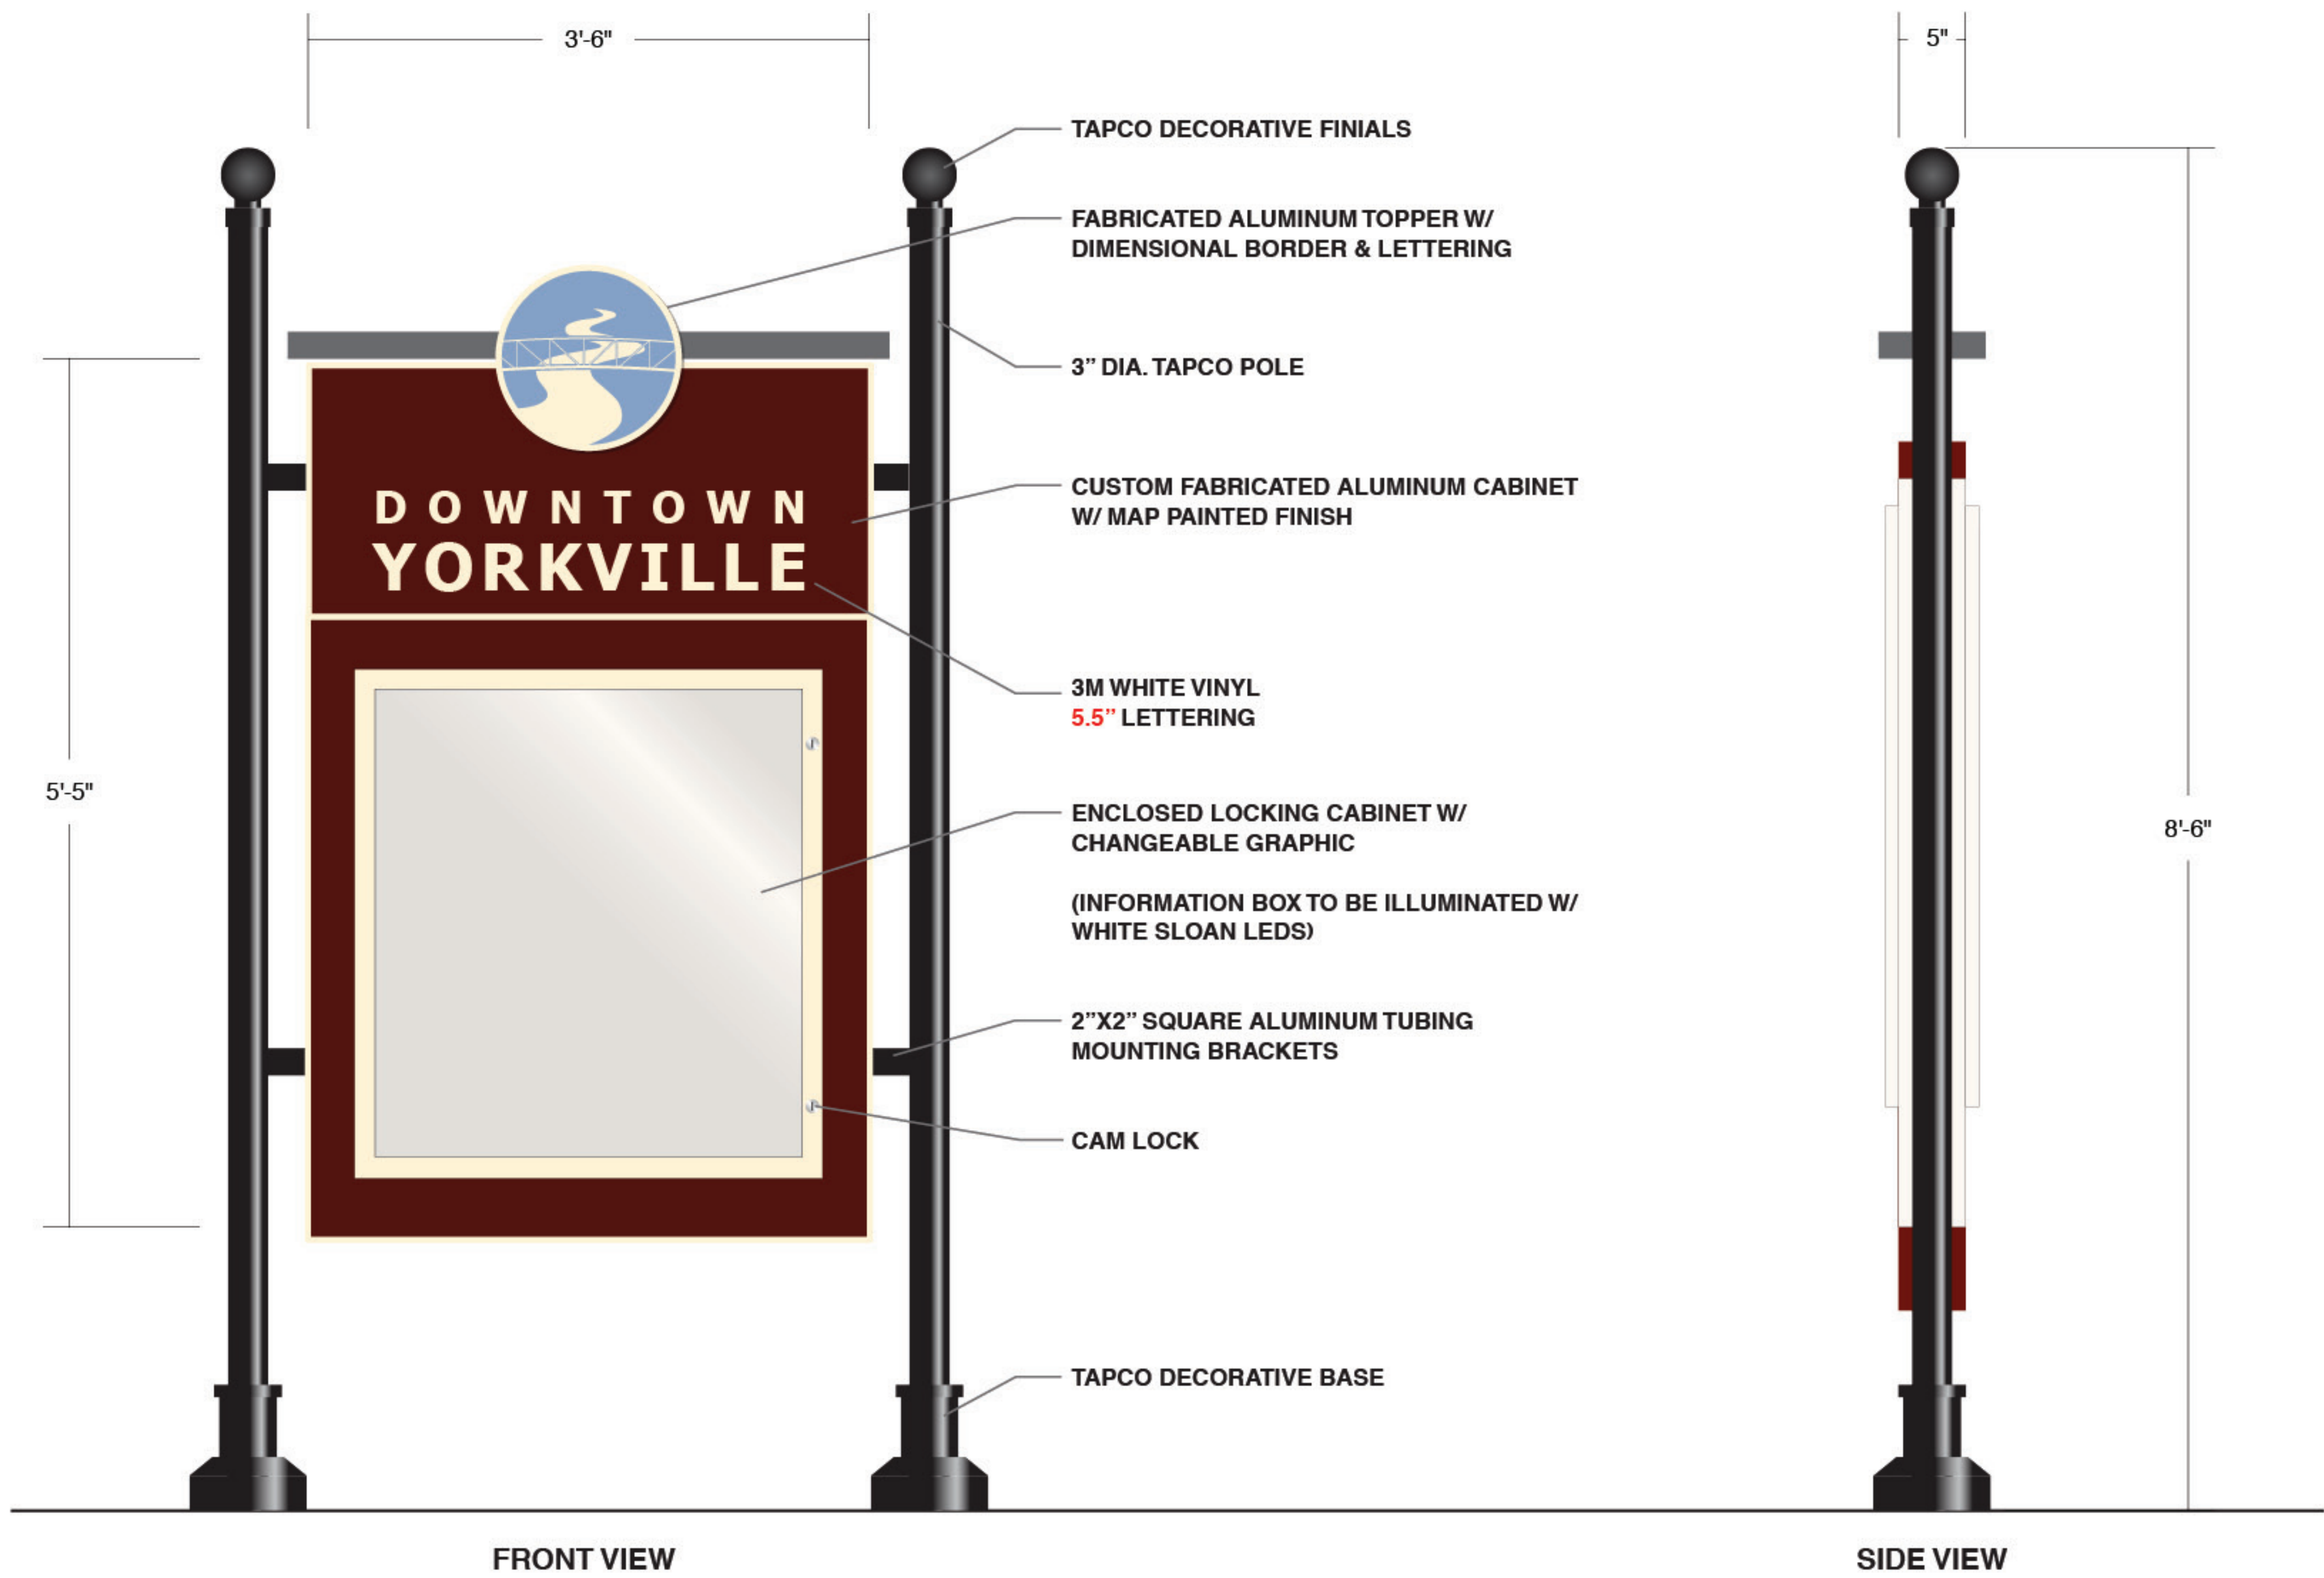 3'-6"
5"
TAPCO DECORATIVE FINIALS
FABRICATED ALUMINUM TOPPER W/
DIMENSIONAL BORDER & LETTERING
3” DIA. TAPCO POLE
CUSTOM FABRICATED ALUMINUM CABINET
W/ MAP PAINTED FINISH
DOWNTOWN
YORKVILLE
3M WHITE VINYL
5.5” LETTERING
5'-5"
ENCLOSED LOCKING CABINET W/
CHANGEABLE GRAPHIC
8'-6"
(INFORMATION BOX TO BE ILLUMINATED W/
WHITE SLOAN LEDS)
2”X2” SQUARE ALUMINUM TUBING
MOUNTING BRACKETS
CAM LOCK
TAPCO DECORATIVE BASE
FRONT VIEW
SIDE VIEW